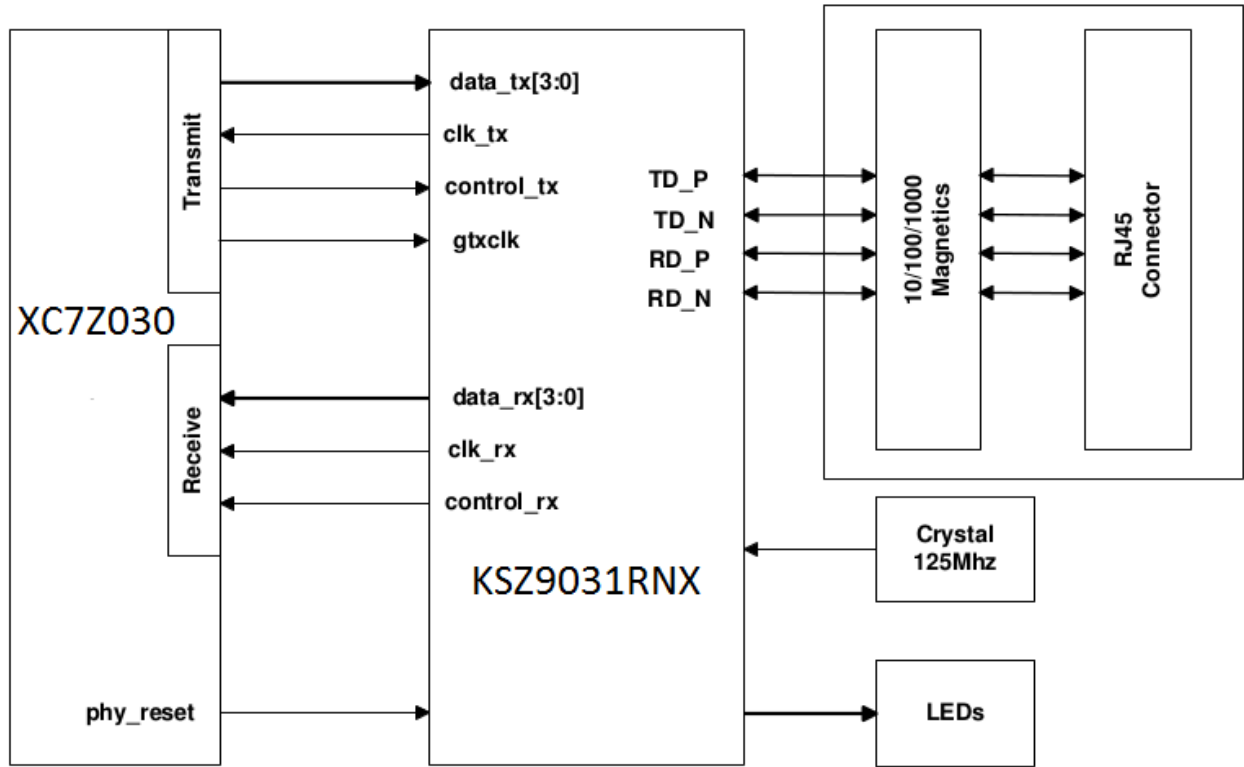 XC7Z030
Transmit
Receive
phy_reset
data_tx[3:0]
clk_tx
control_tx
gtxclk
TD_P
TD_N
RD_P
RD_N
data_rx[3:0]
clk_rx
control_rx
KSZ9031RNX
10/100/1000
Magnetics
RJ45
Connector
Crystal
125Mhz
LEDs